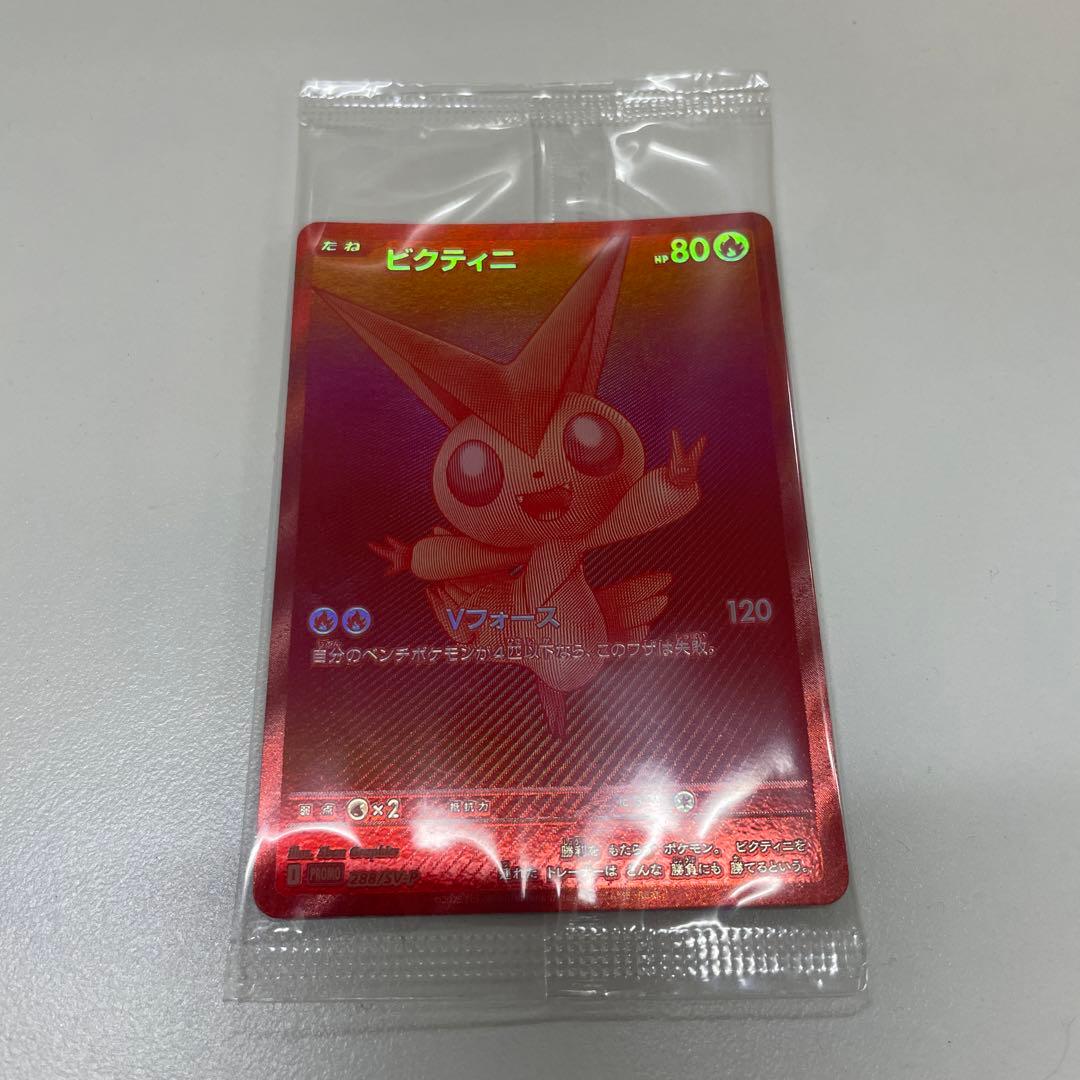 たね ビクティニ HP 80
Vフォース 120
自分のベンチポケモンが4匹以下なら、このワザは失敗。
弱点 ×2 抵抗力
I PROMO 288/SV-P
勝利を もたらす ポケモン。 ビクティニを
連れた トレーナーは どんな 勝負にも 勝てるという。